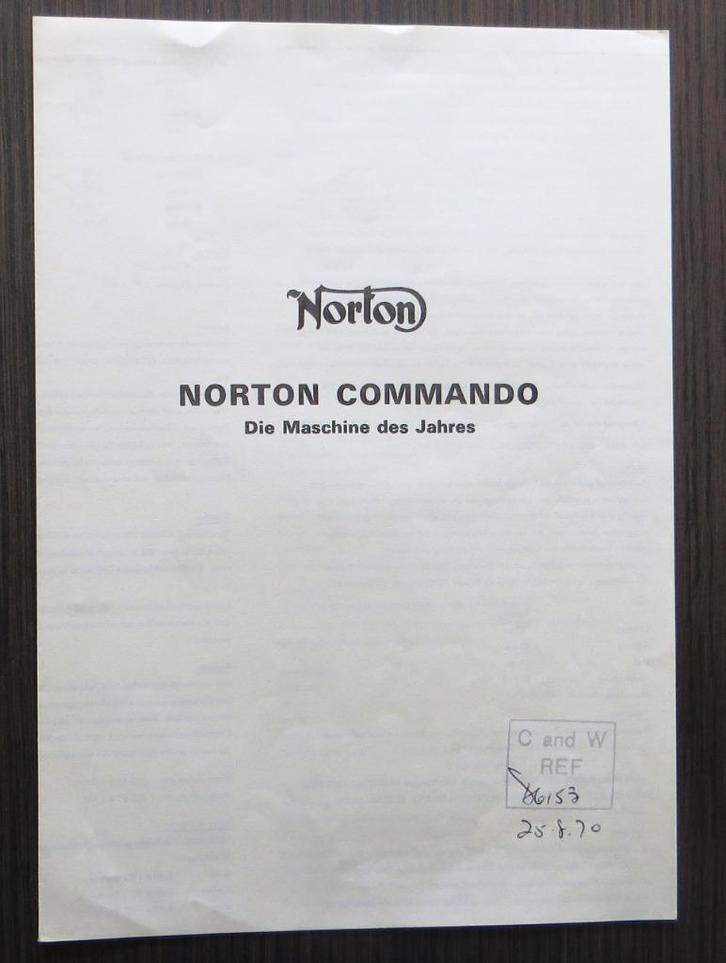 Norton
NORTON COMMANDO
Die Maschine des Jahres
C and W
REF
25.8.70